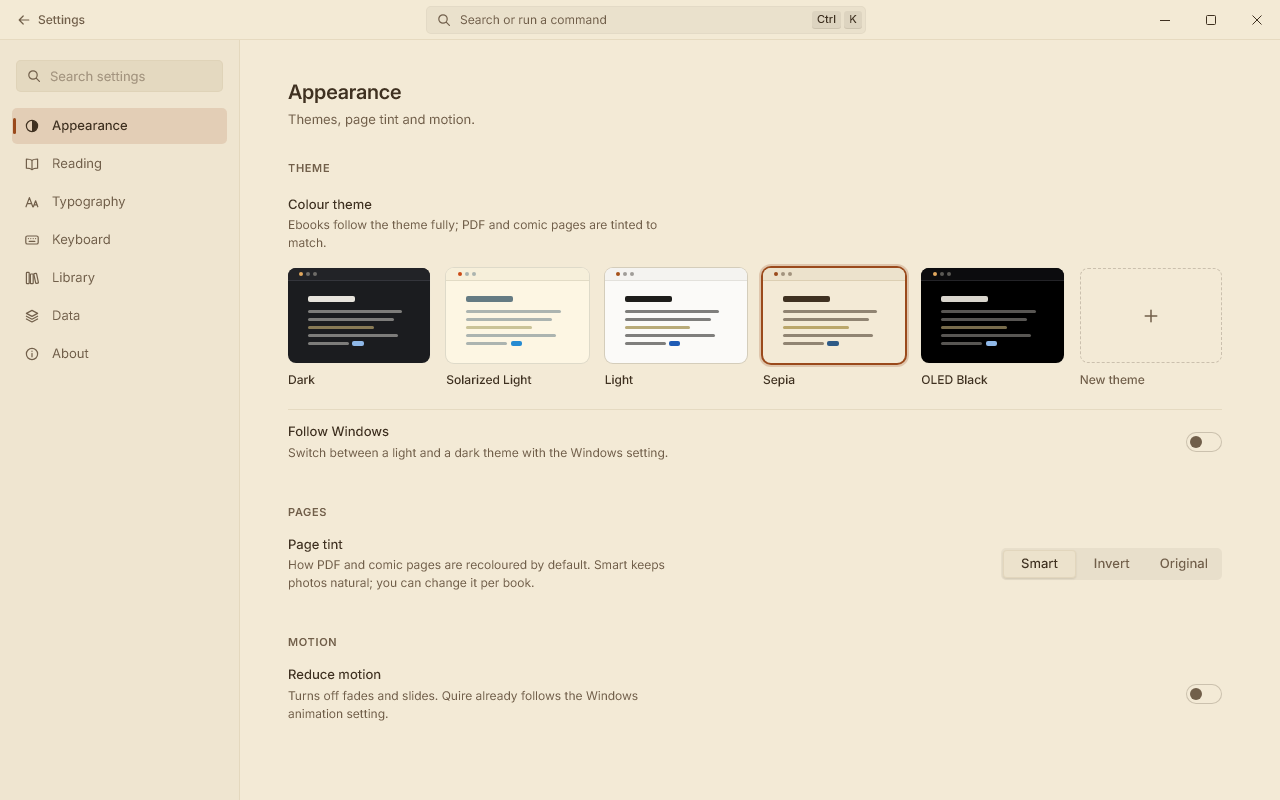 Settings
Search or run a command
Ctrl K
Search settings
Appearance
Reading
Typography
Keyboard
Library
Data
About
Appearance
Themes, page tint and motion.
THEME
Colour theme
Ebooks follow the theme fully; PDF and comic pages are tinted to
match.
Dark
Solarized Light
Light
Sepia
OLED Black
New theme
Follow Windows
Switch between a light and a dark theme with the Windows setting.
PAGES
Page tint
How PDF and comic pages are recoloured by default. Smart keeps
photos natural; you can change it per book.
Smart
Invert
Original
MOTION
Reduce motion
Turns off fades and slides. Quire already follows the Windows
animation setting.